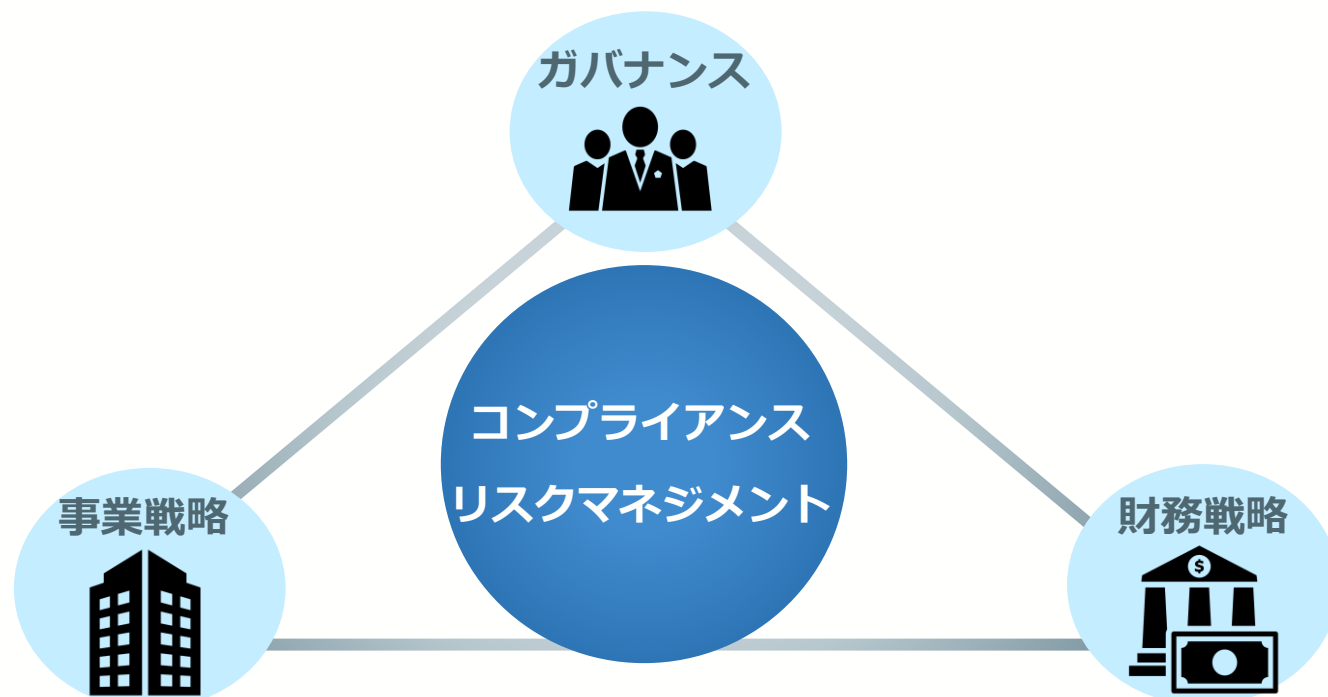 ガバナンス
コンプライアンス
リスクマネジメント
事業戦略
財務戦略
$